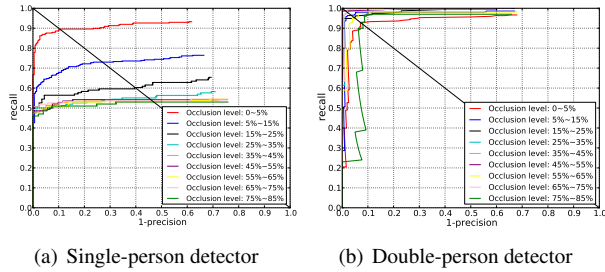 1.0
0.9
0.8
0.7
0.6
0.5
0.4
0.3
0.2
0.1
0.0
recall
0.0 0.1 0.2 0.3 0.4 0.5 0.6 0.7 0.8 0.9 1.0
1-precision
Occlusion level: 0~5%
Occlusion level: 5%~15%
Occlusion level: 15%~25%
Occlusion level: 25%~35%
Occlusion level: 35%~45%
Occlusion level: 45%~55%
Occlusion level: 55%~65%
Occlusion level: 65%~75%
Occlusion level: 75%~85%
(a) Single-person detector
1.0
0.9
0.8
0.7
0.6
0.5
0.4
0.3
0.2
0.1
0.0
recall
0.0 0.1 0.2 0.3 0.4 0.5 0.6 0.7 0.8 0.9 1.0
1-precision
Occlusion level: 0~5%
Occlusion level: 5%~15%
Occlusion level: 15%~25%
Occlusion level: 25%~35%
Occlusion level: 35%~45%
Occlusion level: 45%~55%
Occlusion level: 55%~65%
Occlusion level: 65%~75%
Occlusion level: 75%~85%
(b) Double-person detector